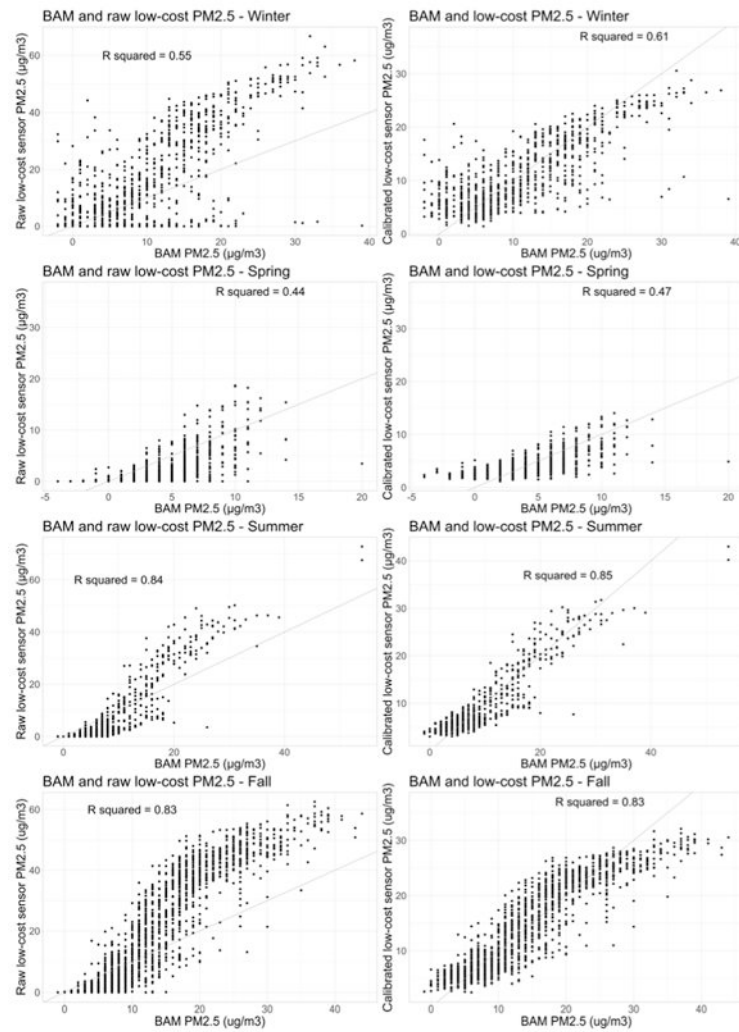 BAM and raw low-cost PM2.5 - Winter
R squared = 0.55
Raw low-cost sensor PM2.5 (µg/m3)
60
40
20
0
0 10 20 30 40
BAM PM2.5 (µg/m3)
BAM and low-cost PM2.5 - Winter
R squared = 0.61
Calibrated low-cost sensor PM2.5 (µg/m3)
30
20
10
0
0 10 20 30 40
BAM PM2.5 (µg/m3)
BAM and raw low-cost PM2.5 - Spring
R squared = 0.44
Raw low-cost sensor PM2.5 (µg/m3)
30
20
10
0
-5 0 5 10 15 20
BAM PM2.5 (µg/m3)
BAM and low-cost PM2.5 - Spring
R squared = 0.47
Calibrated low-cost sensor PM2.5 (µg/m3)
30
20
10
0
-5 0 5 10 15 20
BAM PM2.5 (µg/m3)
BAM and raw low-cost PM2.5 - Summer
R squared = 0.84
Raw low-cost sensor PM2.5 (µg/m3)
60
40
20
0
0 20 40
BAM PM2.5 (µg/m3)
BAM and low-cost PM2.5 - Summer
R squared = 0.85
Calibrated low-cost sensor PM2.5 (µg/m3)
40
30
20
10
0 20 40
BAM PM2.5 (µg/m3)
BAM and raw low-cost PM2.5 - Fall
R squared = 0.83
Raw low-cost sensor PM2.5 (ug/m3)
60
40
20
0
0 10 20 30 40
BAM PM2.5 (µg/m3)
BAM and low-cost PM2.5 - Fall
R squared = 0.83
Calibrated low-cost sensor PM2.5 (ug/m3)
30
20
10
0 10 20 30 40
BAM PM2.5 (µg/m3)